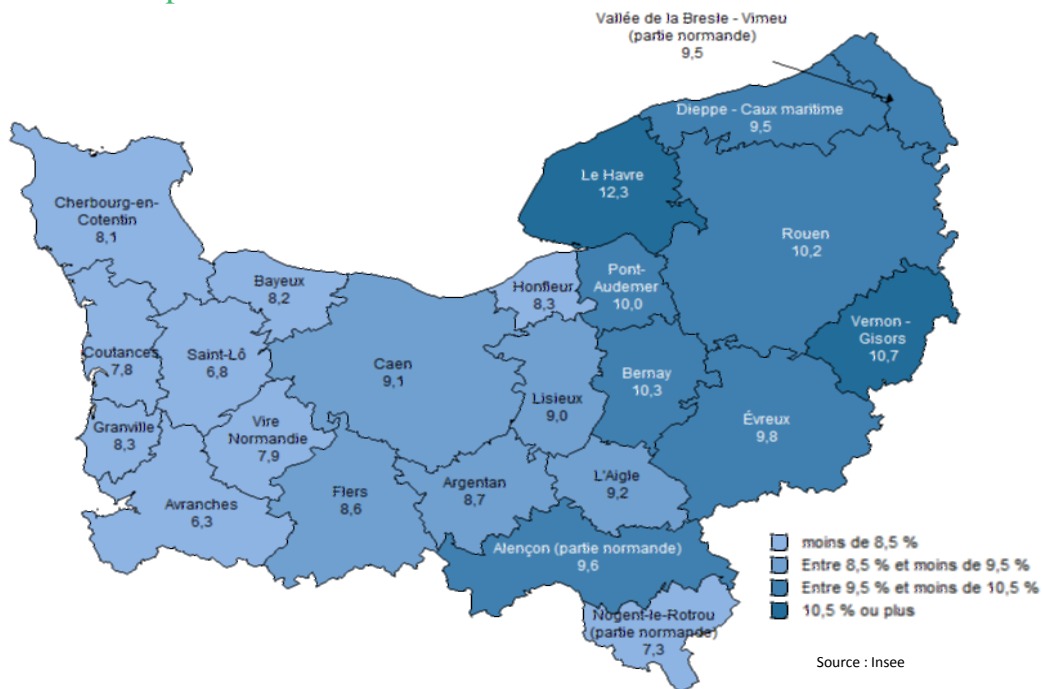 Vallée de la Bresle - Vimeu
(partie normande)
9,5
Dieppe - Caux maritime
9,5
Le Havre
12,3
Cherbourg-en-
Cotentin
8,1
Rouen
10,2
Bayeux
8,2
Honfleur
8,3
Pont-
Audemer
10,0
Vernon -
Gisors
10,7
Coutances
7,8
Saint-Lô
6,8
Caen
9,1
Lisieux
9,0
Bernay
10,3
Granville
8,3
Vire
Normandie
7,9
Évreux
9,8
Avranches
6,3
Flers
8,6
Argentan
8,7
L'Aigle
9,2
Alençon (partie normande)
9,6
Nogent-le-Rotrou
(partie normande)
7,3
moins de 8,5 %
Entre 8,5 % et moins de 9,5 %
Entre 9,5 % et moins de 10,5 %
10,5 % ou plus
Source : Insee